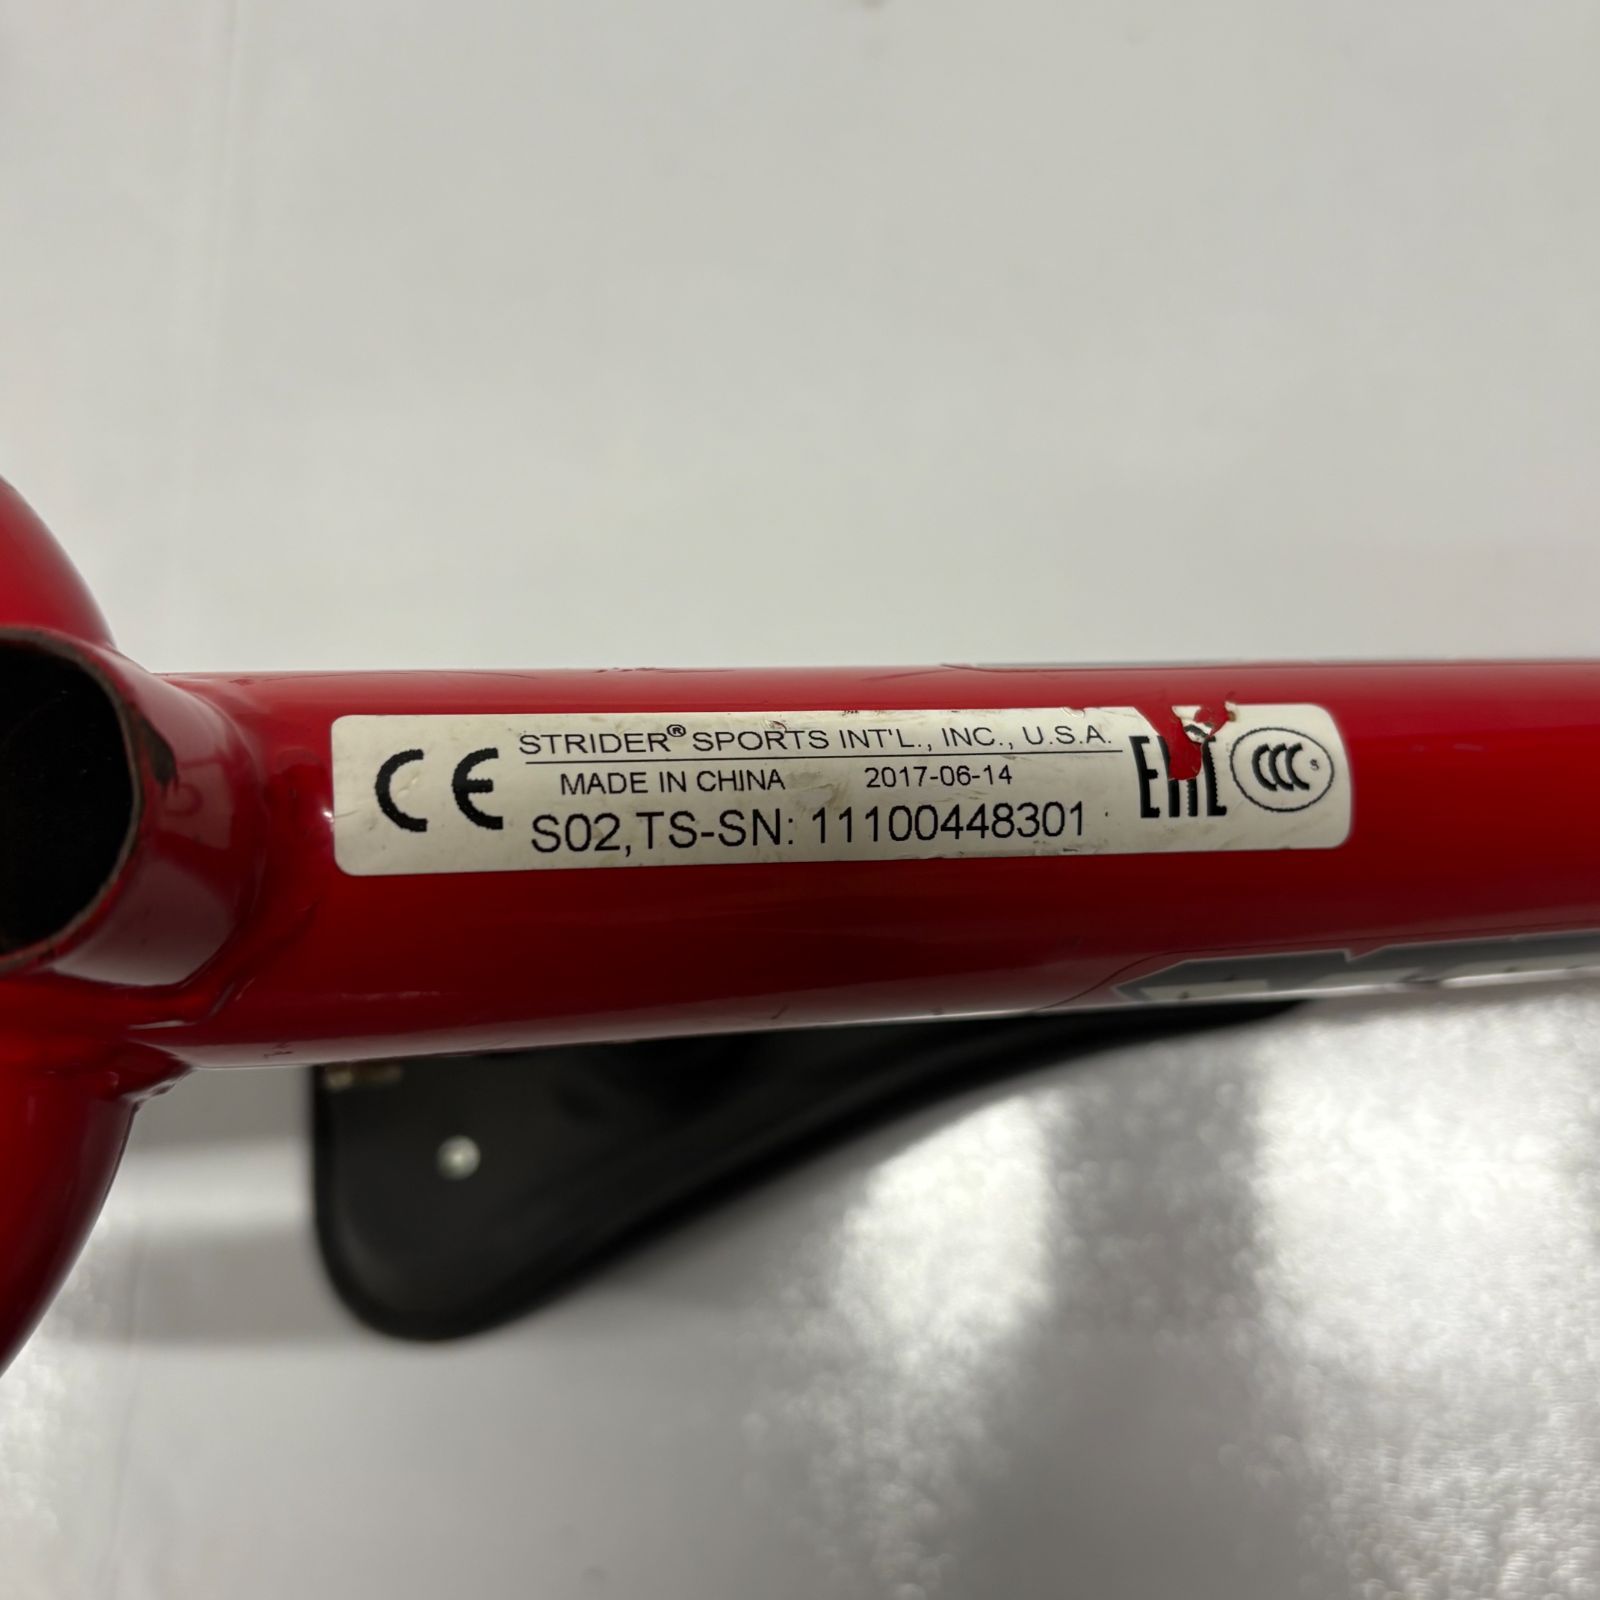 CE
STRIDER® SPORTS INT'L., INC., U.S.A.
MADE IN CHINA 2017-06-14
S02,TS-SN: 11100448301
EAC
CCC S